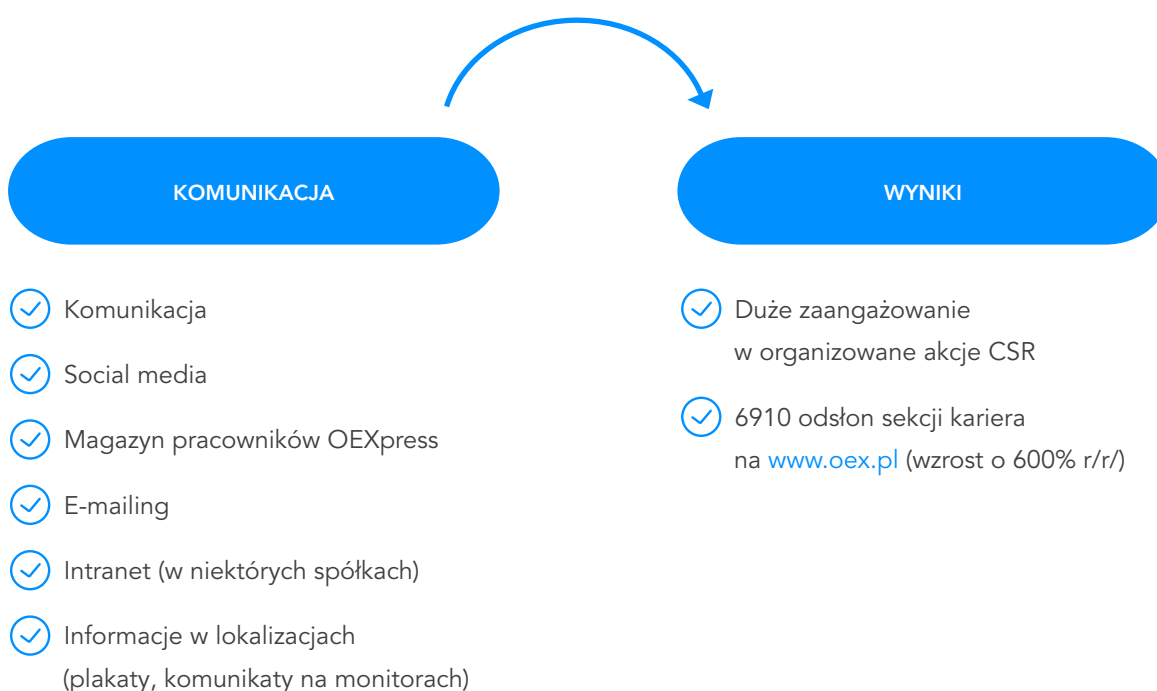 KOMUNIKACJA
Komunikacja
Social media
Magazyn pracowników OEXpress
E-mailing
Intranet (w niektórych spółkach)
Informacje w lokalizacjach
(plakaty, komunikaty na monitorach)
WYNIKI
Duże zaangażowanie
w organizowane akcje CSR
6910 odsłon sekcji kariera
na www.oex.pl (wzrost o 600% r/r/)